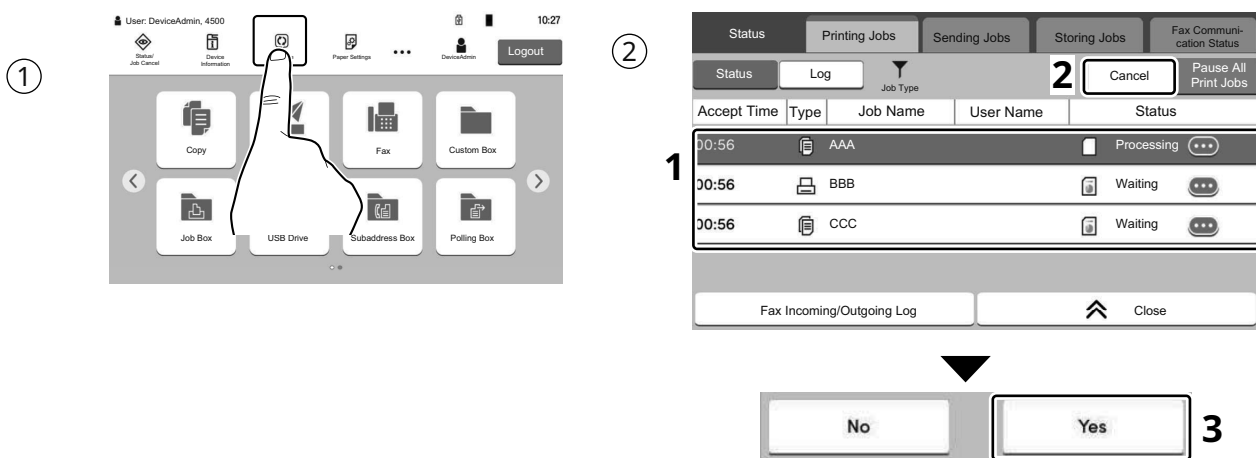 ①
User: DeviceAdmin, 4500
10:27
Status/
Job Cancel
Device
Information
Paper Settings
DeviceAdmin
Logout
Copy
Fax
Custom Box
Job Box
USB Drive
Subaddress Box
Polling Box
②
Status
Printing Jobs
Sending Jobs
Storing Jobs
Fax Communi-
cation Status
Status
Log
Job Type
2
Cancel
Pause All
Print Jobs
Accept Time Type Job Name User Name Status
1
00:56 AAA Processing
00:56 BBB Waiting
00:56 CCC Waiting
Fax Incoming/Outgoing Log
Close
No
Yes
3